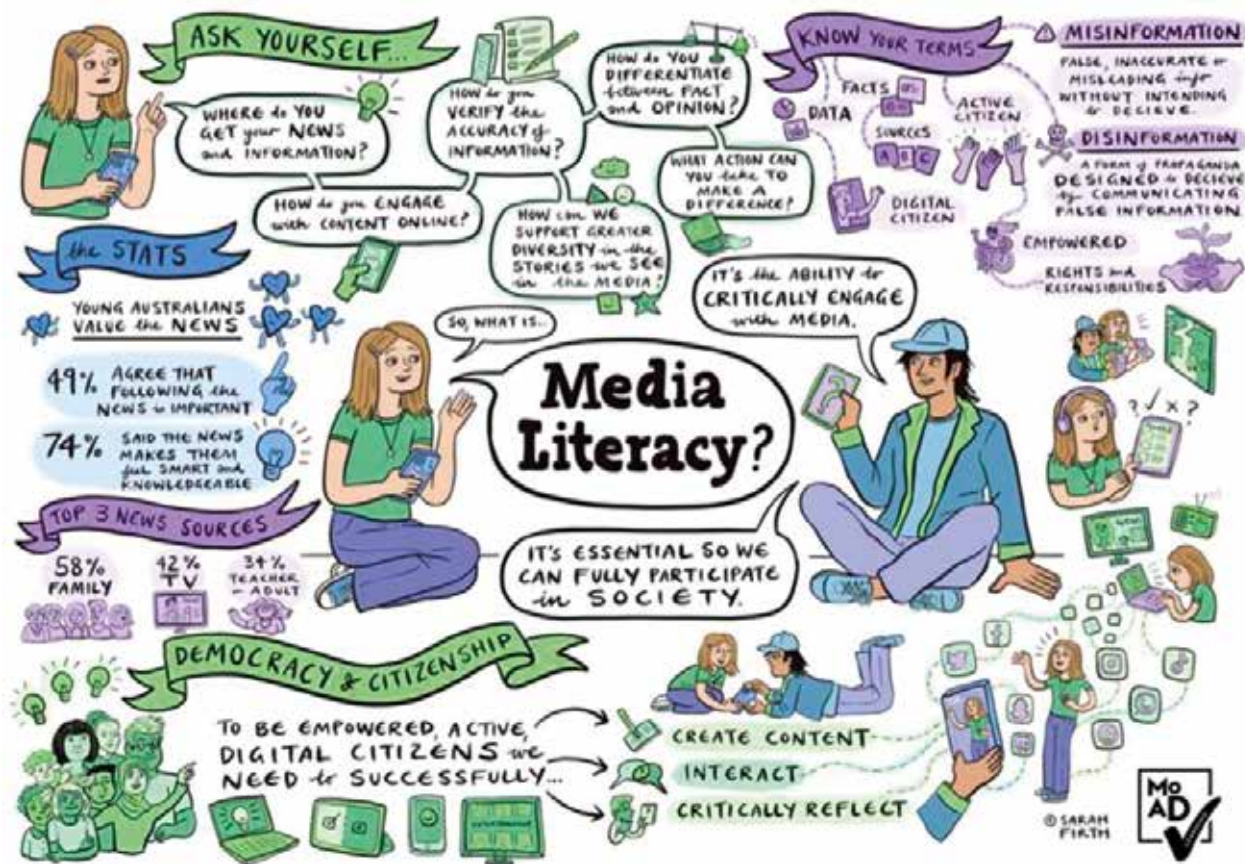 ASK YOURSELF...
WHERE do YOU
GET your NEWS
and INFORMATION?
HOW do you
VERIFY the
ACCURACY of
INFORMATION?
HOW do YOU
DIFFERENTIATE
between FACT
and OPINION?
HOW do you ENGAGE
with CONTENT ONLINE?
HOW can WE
SUPPORT GREATER
DIVERSITY in the
STORIES we SEE
in the MEDIA?
WHAT ACTION CAN
YOU take TO
MAKE A
DIFFERENCE?
KNOW YOUR TERMS
DATA
FACTS
SOURCES
A B C
ACTIVE
CITIZEN
DIGITAL
CITIZEN
MISINFORMATION
FALSE, INACCURATE or
MISLEADING info
WITHOUT INTENDING
to DECIEVE.
DISINFORMATION
A FORM of PROPAGANDA
DESIGNED to DECIEVE
by COMMUNICATING
FALSE INFORMATION
EMPOWERED
RIGHTS and
RESPONSIBILITIES
the STATS
YOUNG AUSTRALIANS
VALUE the NEWS
49% AGREE THAT
FOLLOWING the
NEWS is IMPORTANT
74% SAID THE NEWS
MAKES THEM
feel SMART and
KNOWLEDGEABLE
TOP 3 NEWS SOURCES
58%
FAMILY
42%
TV
34%
TEACHER
or ADULT
SO, WHAT IS..
Media
Literacy?
IT'S the ABILITY to
CRITICALLY ENGAGE
with MEDIA.
IT'S ESSENTIAL SO WE
CAN FULLY PARTICIPATE
in SOCIETY.
? ✓ x ?
DEMOCRACY & CITIZENSHIP
TO BE EMPOWERED, ACTIVE,
DIGITAL CITIZENS we
NEED to SUCCESSFULLY...
CREATE CONTENT
INTERACT
CRITICALLY REFLECT
© SARAH
FIRTH
Mo
AD